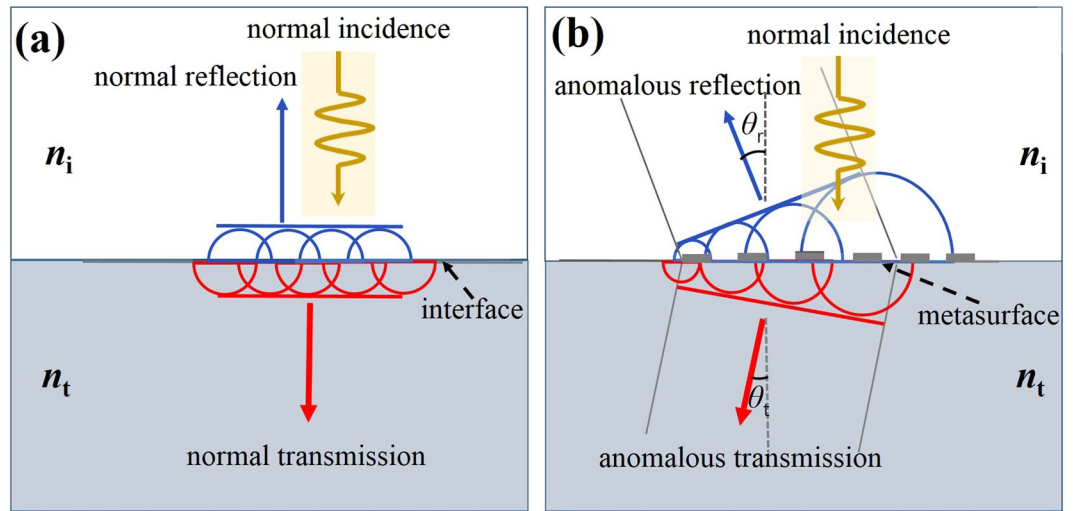 (a)
normal incidence
normal reflection
n_i
interface
n_t
normal transmission
(b)
normal incidence
anomalous reflection
θ_r
n_i
metasurface
n_t
θ_t
anomalous transmission